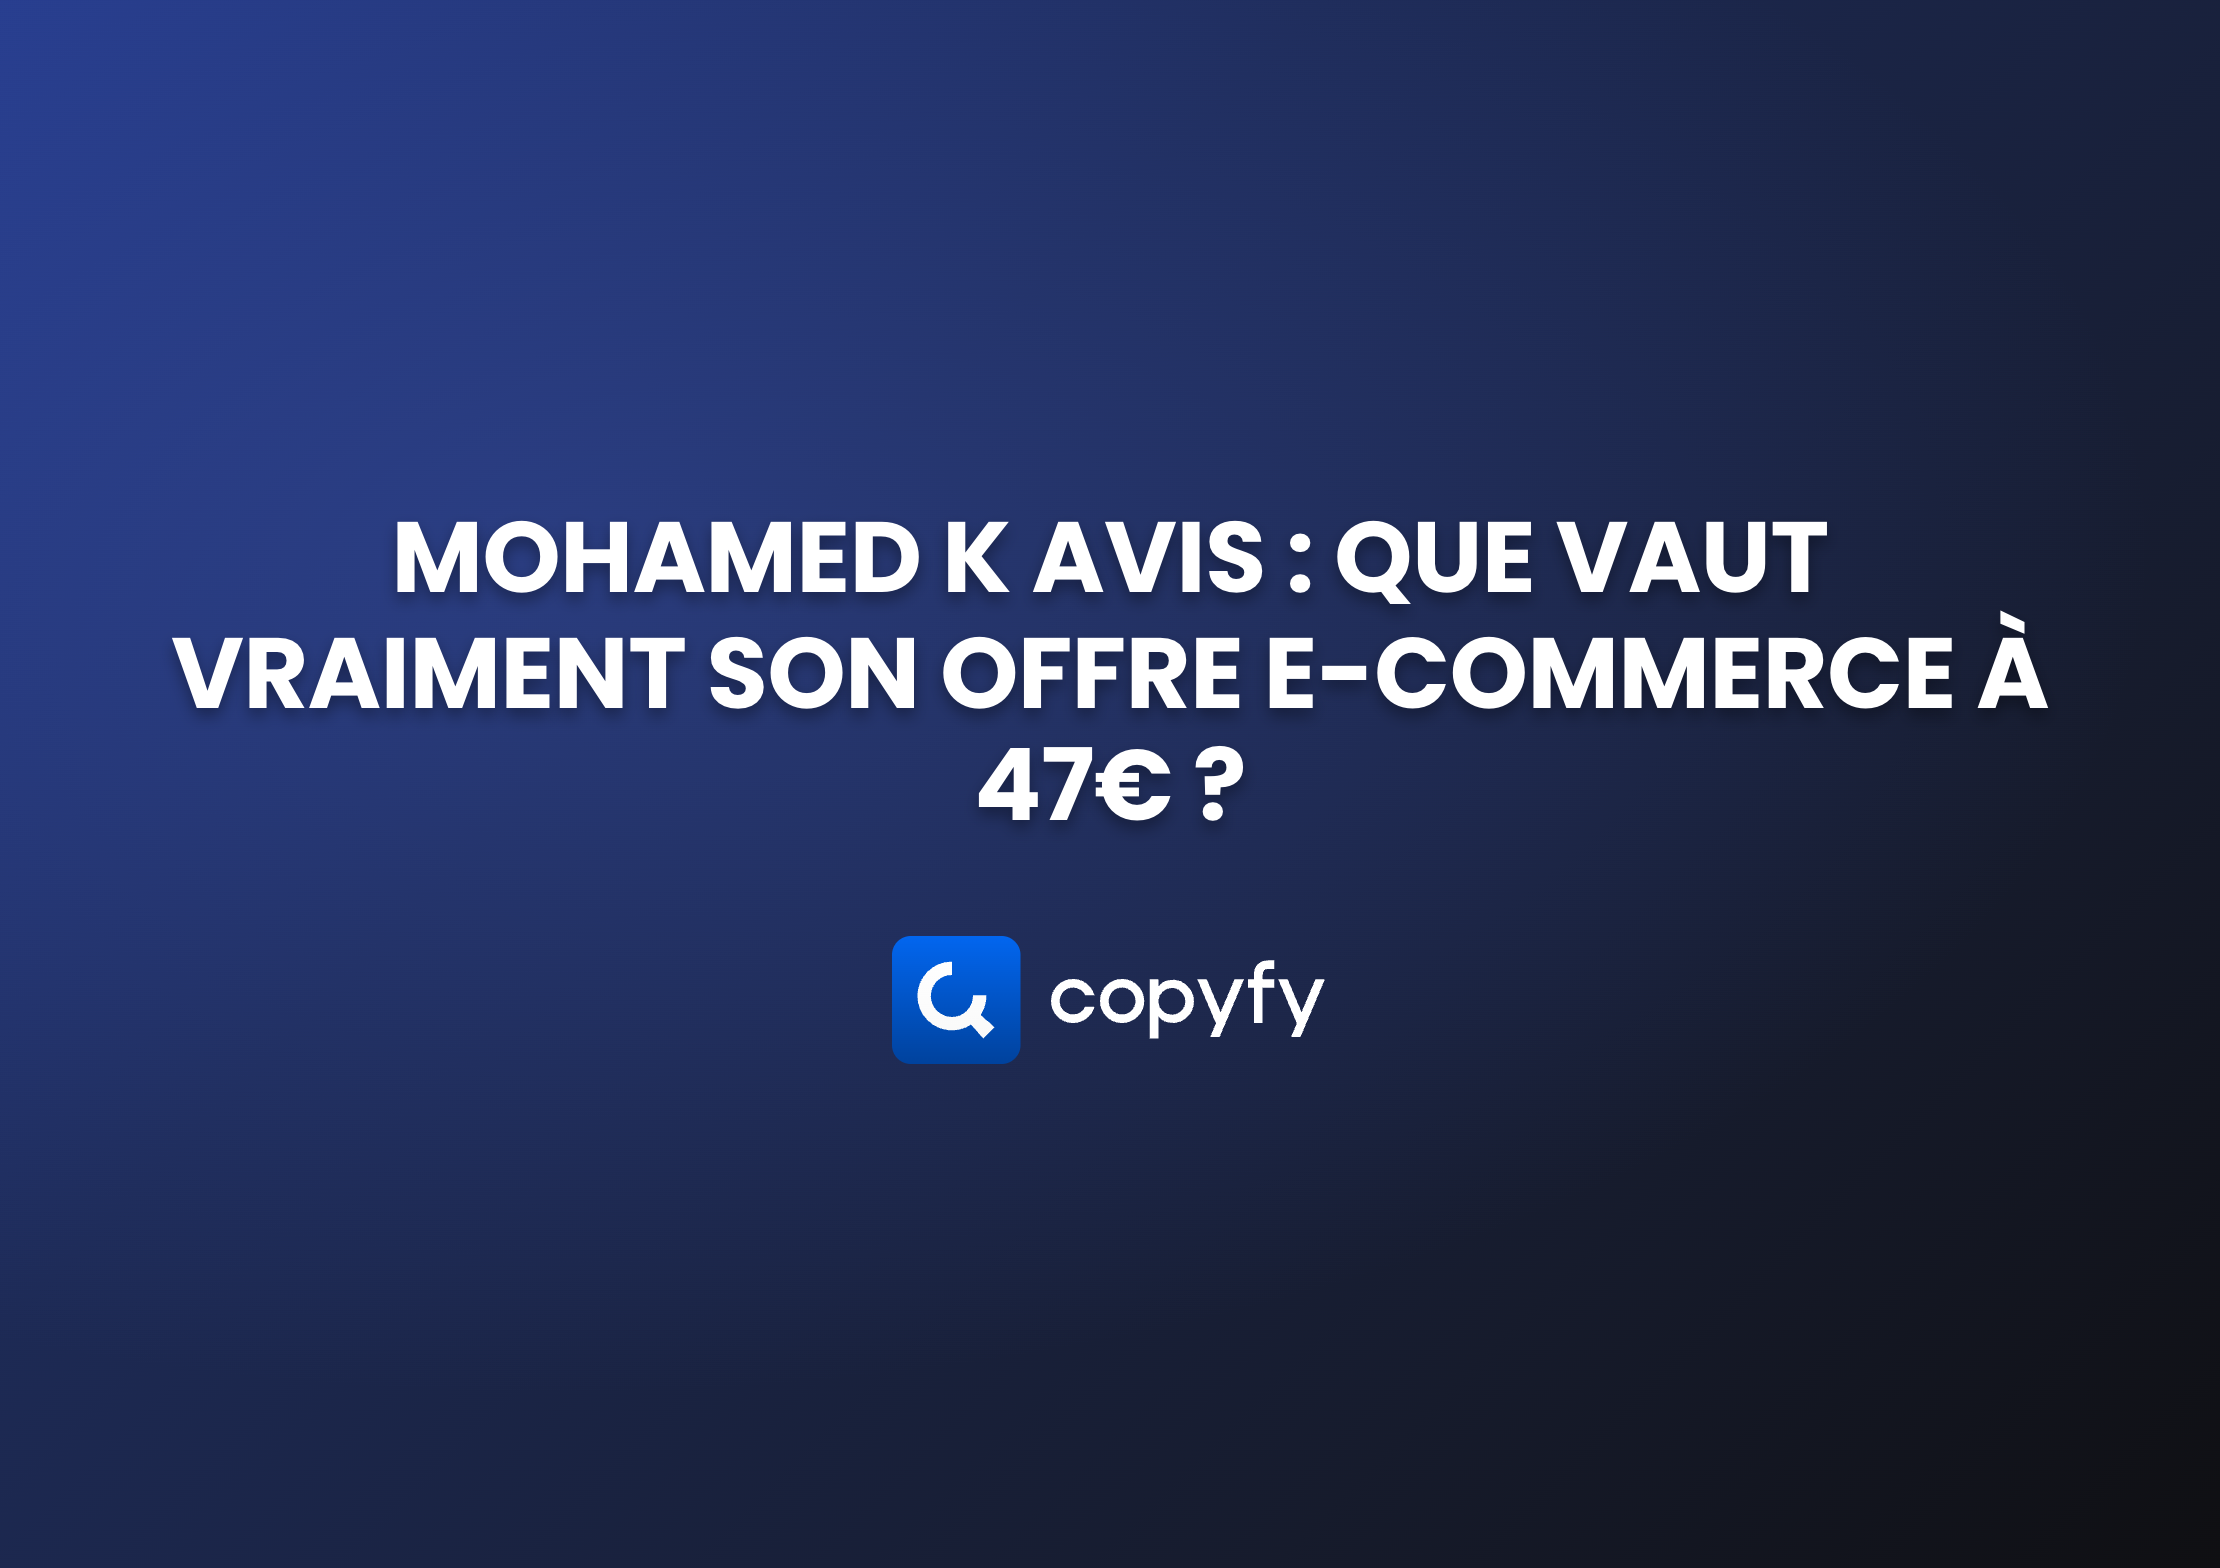 MOHAMED K AVIS : QUE VAUT
VRAIMENT SON OFFRE E-COMMERCE À
47€ ?
copyfy